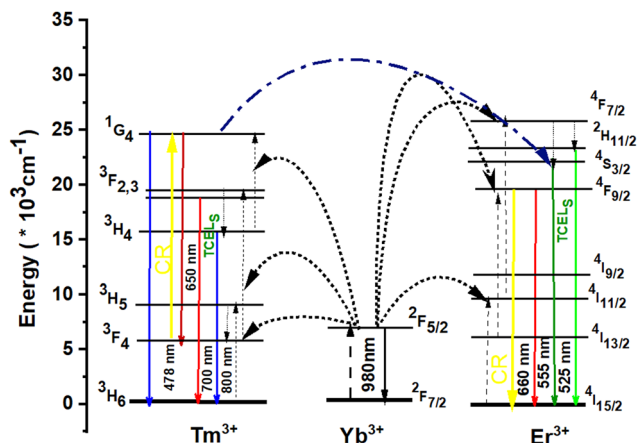 Energy ( * 10³cm⁻¹)
35
30
25
20
15
10
5
0
¹G₄
³F₂,₃
³H₄
³H₅
³F₄
³H₆
CR
478 nm
650 nm
700 nm
800 nm
TCELS
Tm³⁺
²F₅/₂
980nm
²F₇/₂
Yb³⁺
⁴F₇/₂
²H₁₁/₂
⁴S₃/₂
⁴F₉/₂
⁴I₉/₂
⁴I₁₁/₂
⁴I₁₃/₂
⁴I₁₅/₂
TCELS
CR
660 nm
555 nm
525 nm
Er³⁺